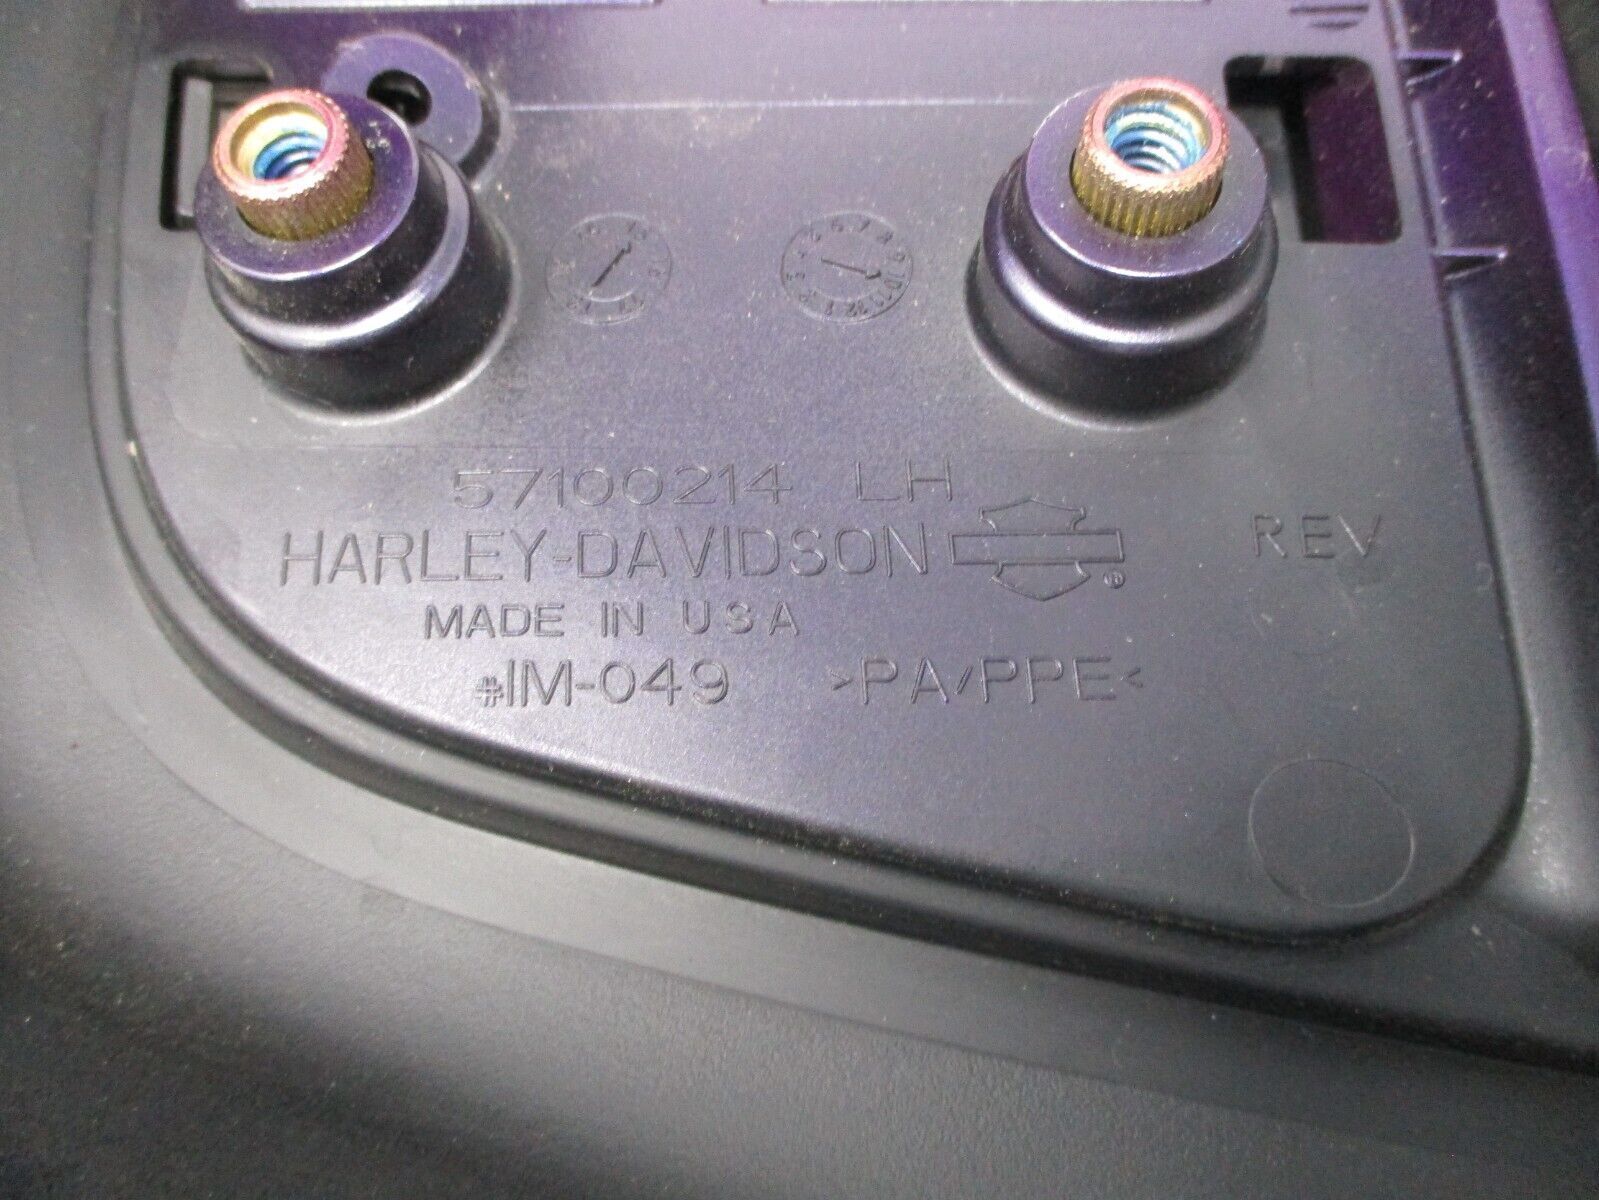 57100214 LH
HARLEY-DAVIDSON ® REV
MADE IN USA
#IM-049 >PA/PPE<